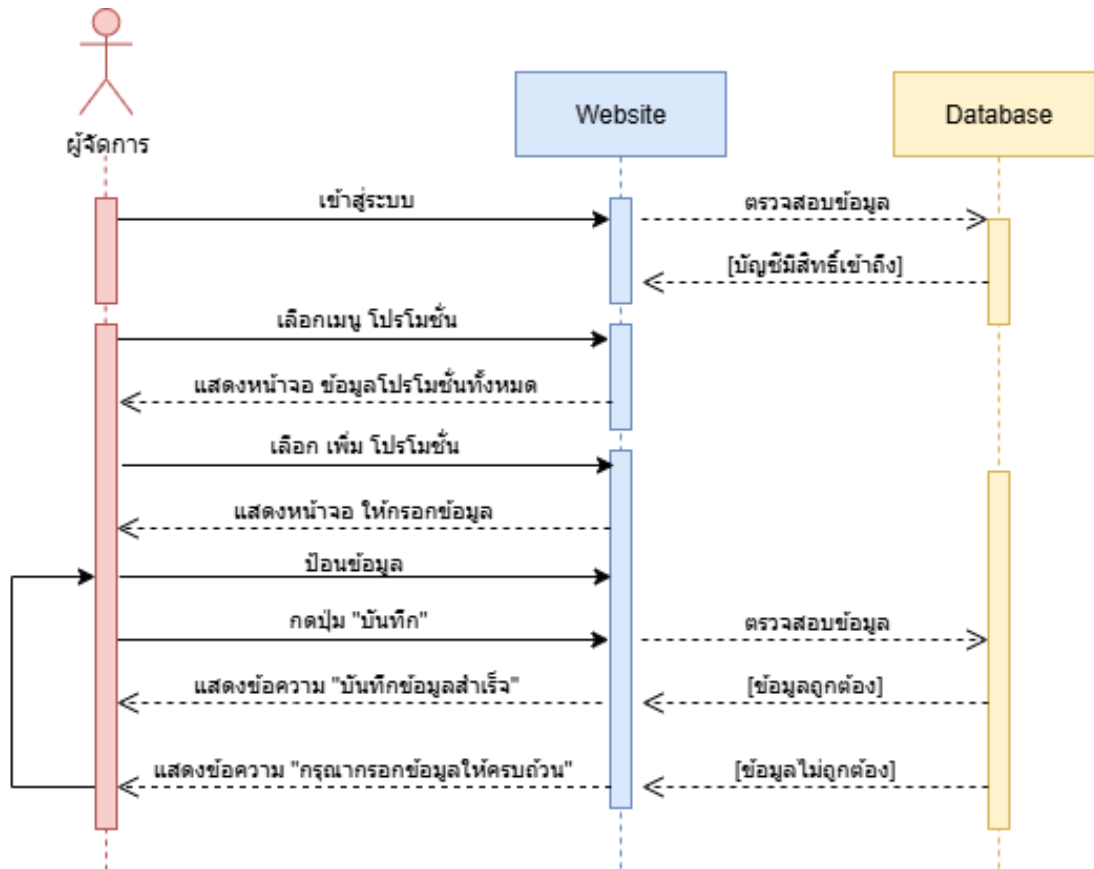 ผู้จัดการ
Website
Database
เข้าสู่ระบบ
ตรวจสอบข้อมูล
[บัญชีมีสิทธิ์เข้าถึง]
เลือกเมนู โปรโมชั่น
แสดงหน้าจอ ข้อมูลโปรโมชั่นทั้งหมด
เลือก เพิ่ม โปรโมชั่น
แสดงหน้าจอ ให้กรอกข้อมูล
ป้อนข้อมูล
กดปุ่ม "บันทึก"
ตรวจสอบข้อมูล
แสดงข้อความ "บันทึกข้อมูลสำเร็จ"
[ข้อมูลถูกต้อง]
แสดงข้อความ "กรุณากรอกข้อมูลให้ครบถ้วน"
[ข้อมูลไม่ถูกต้อง]